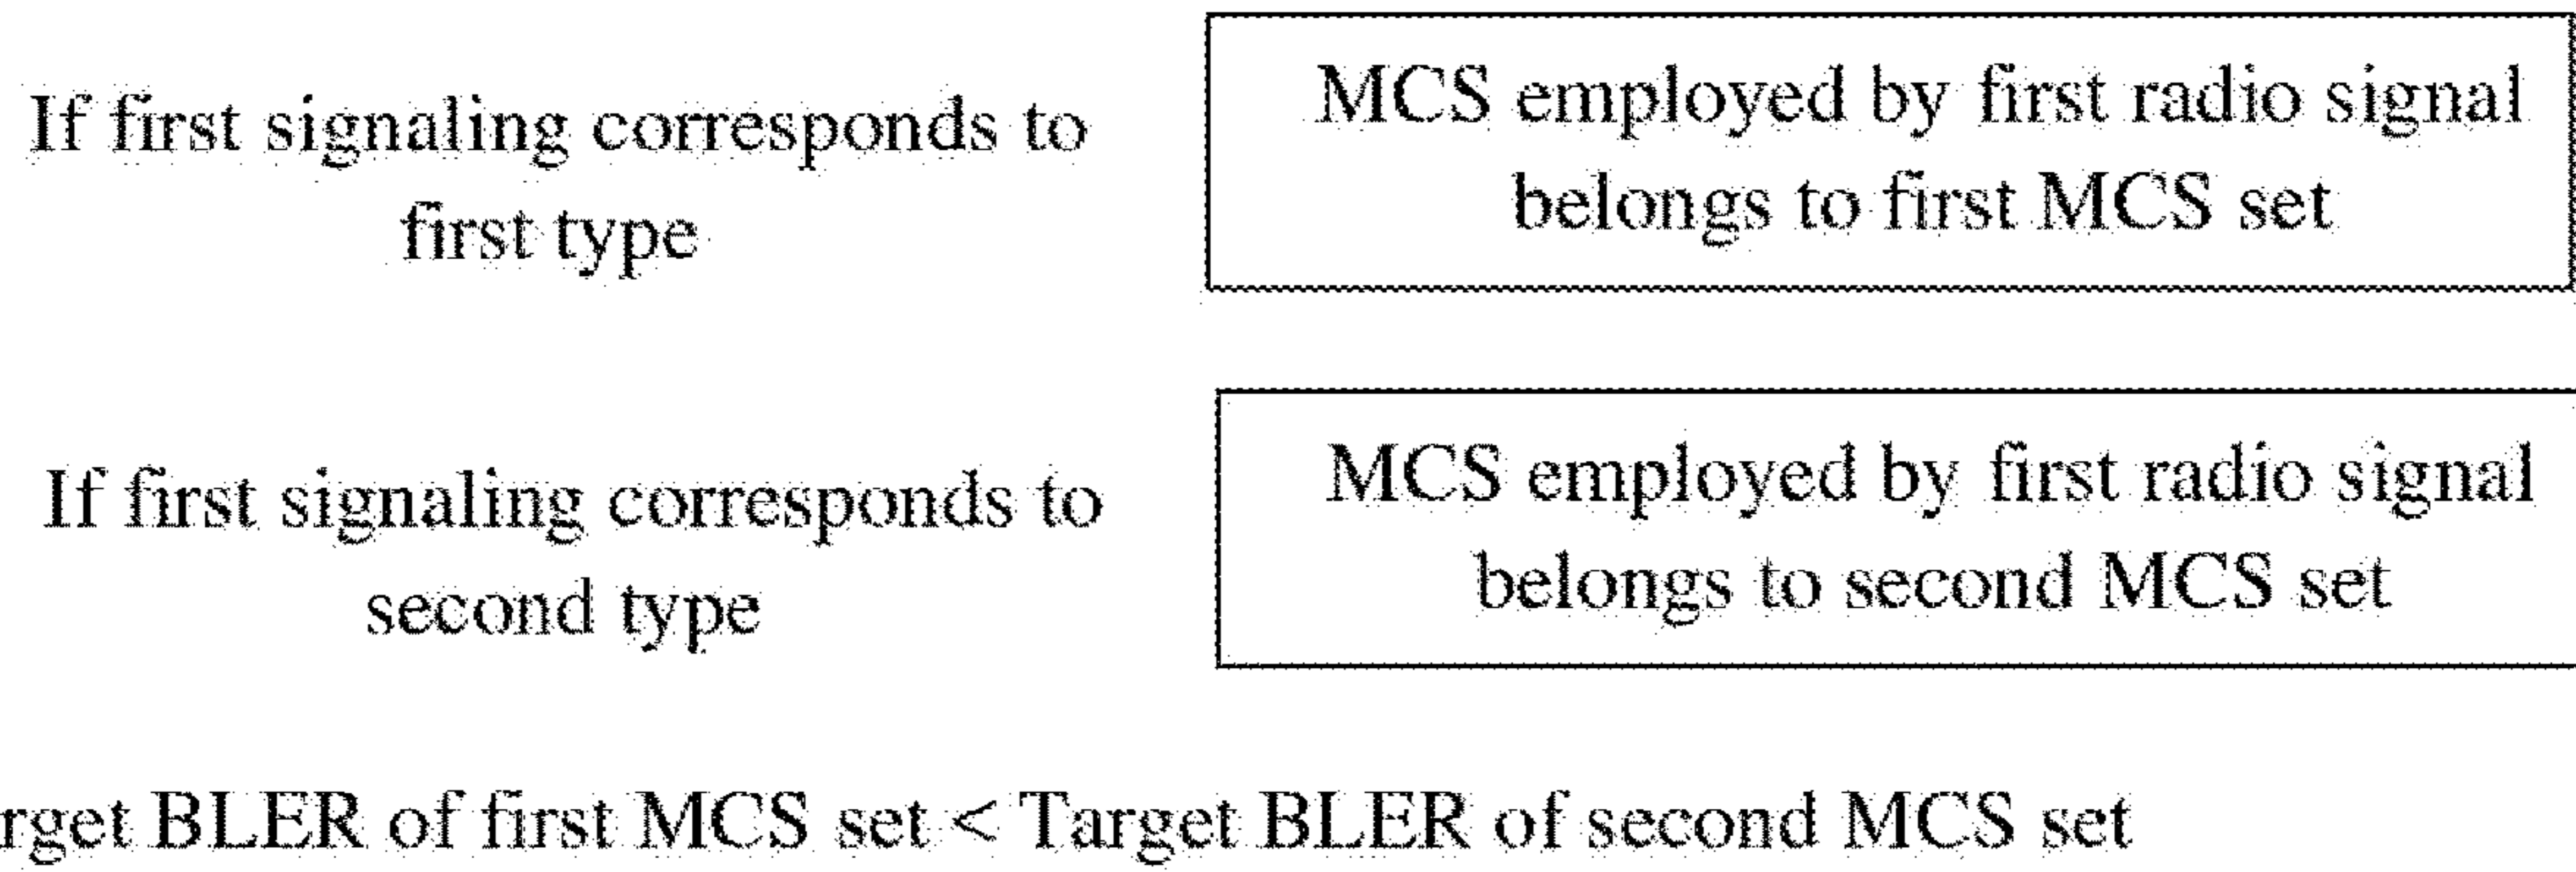 If first signaling corresponds to
first type
MCS employed by first radio signal
belongs to first MCS set
If first signaling corresponds to
second type
MCS employed by first radio signal
belongs to second MCS set
rget BLER of first MCS set < Target BLER of second MCS set